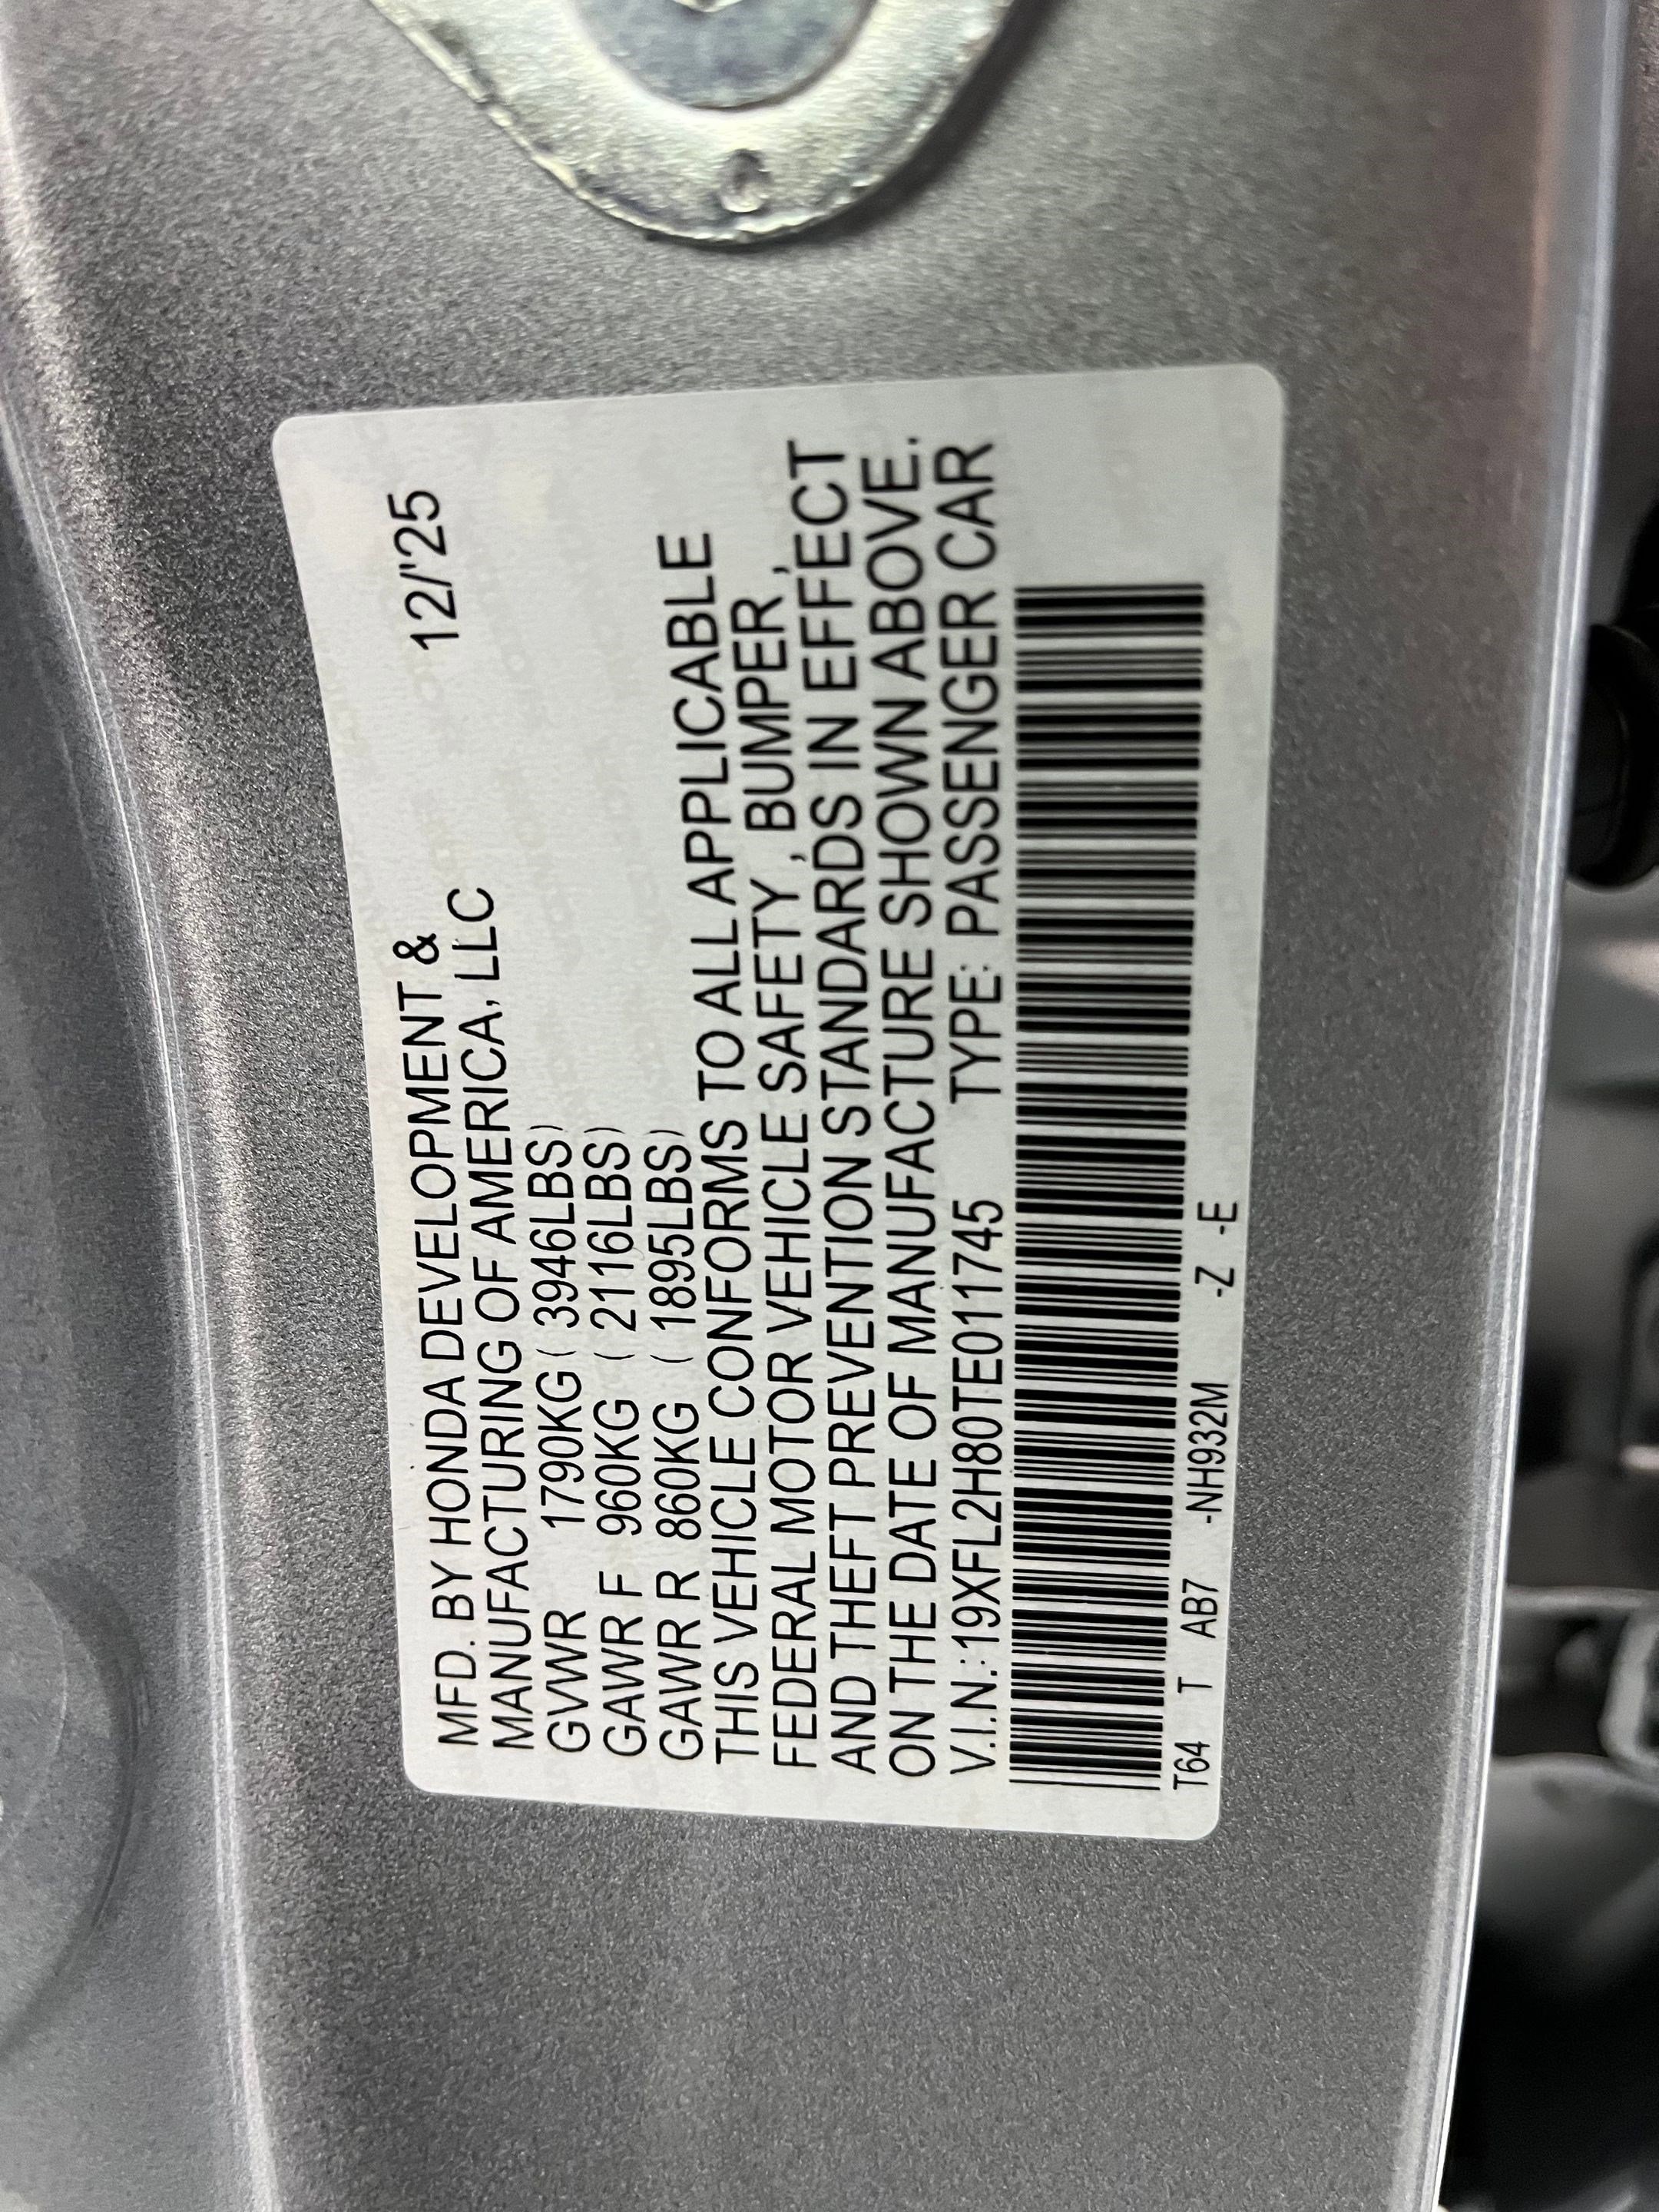 MFD. BY HONDA DEVELOPMENT & 12/'25
MANUFACTURING OF AMERICA, LLC
GVWR 1790KG ( 3946LBS)
GAWR F 960KG ( 2116LBS)
GAWR R 860KG ( 1895LBS)
THIS VEHICLE CONFORMS TO ALL APPLICABLE
FEDERAL MOTOR VEHICLE SAFETY , BUMPER ,
AND THEFT PREVENTION STANDARDS IN EFFECT
ON THE DATE OF MANUFACTURE SHOWN ABOVE.
V.I.N.:19XFL2H80TE011745 TYPE: PASSENGER CAR
T64 T AB7 -NH932M -Z -E